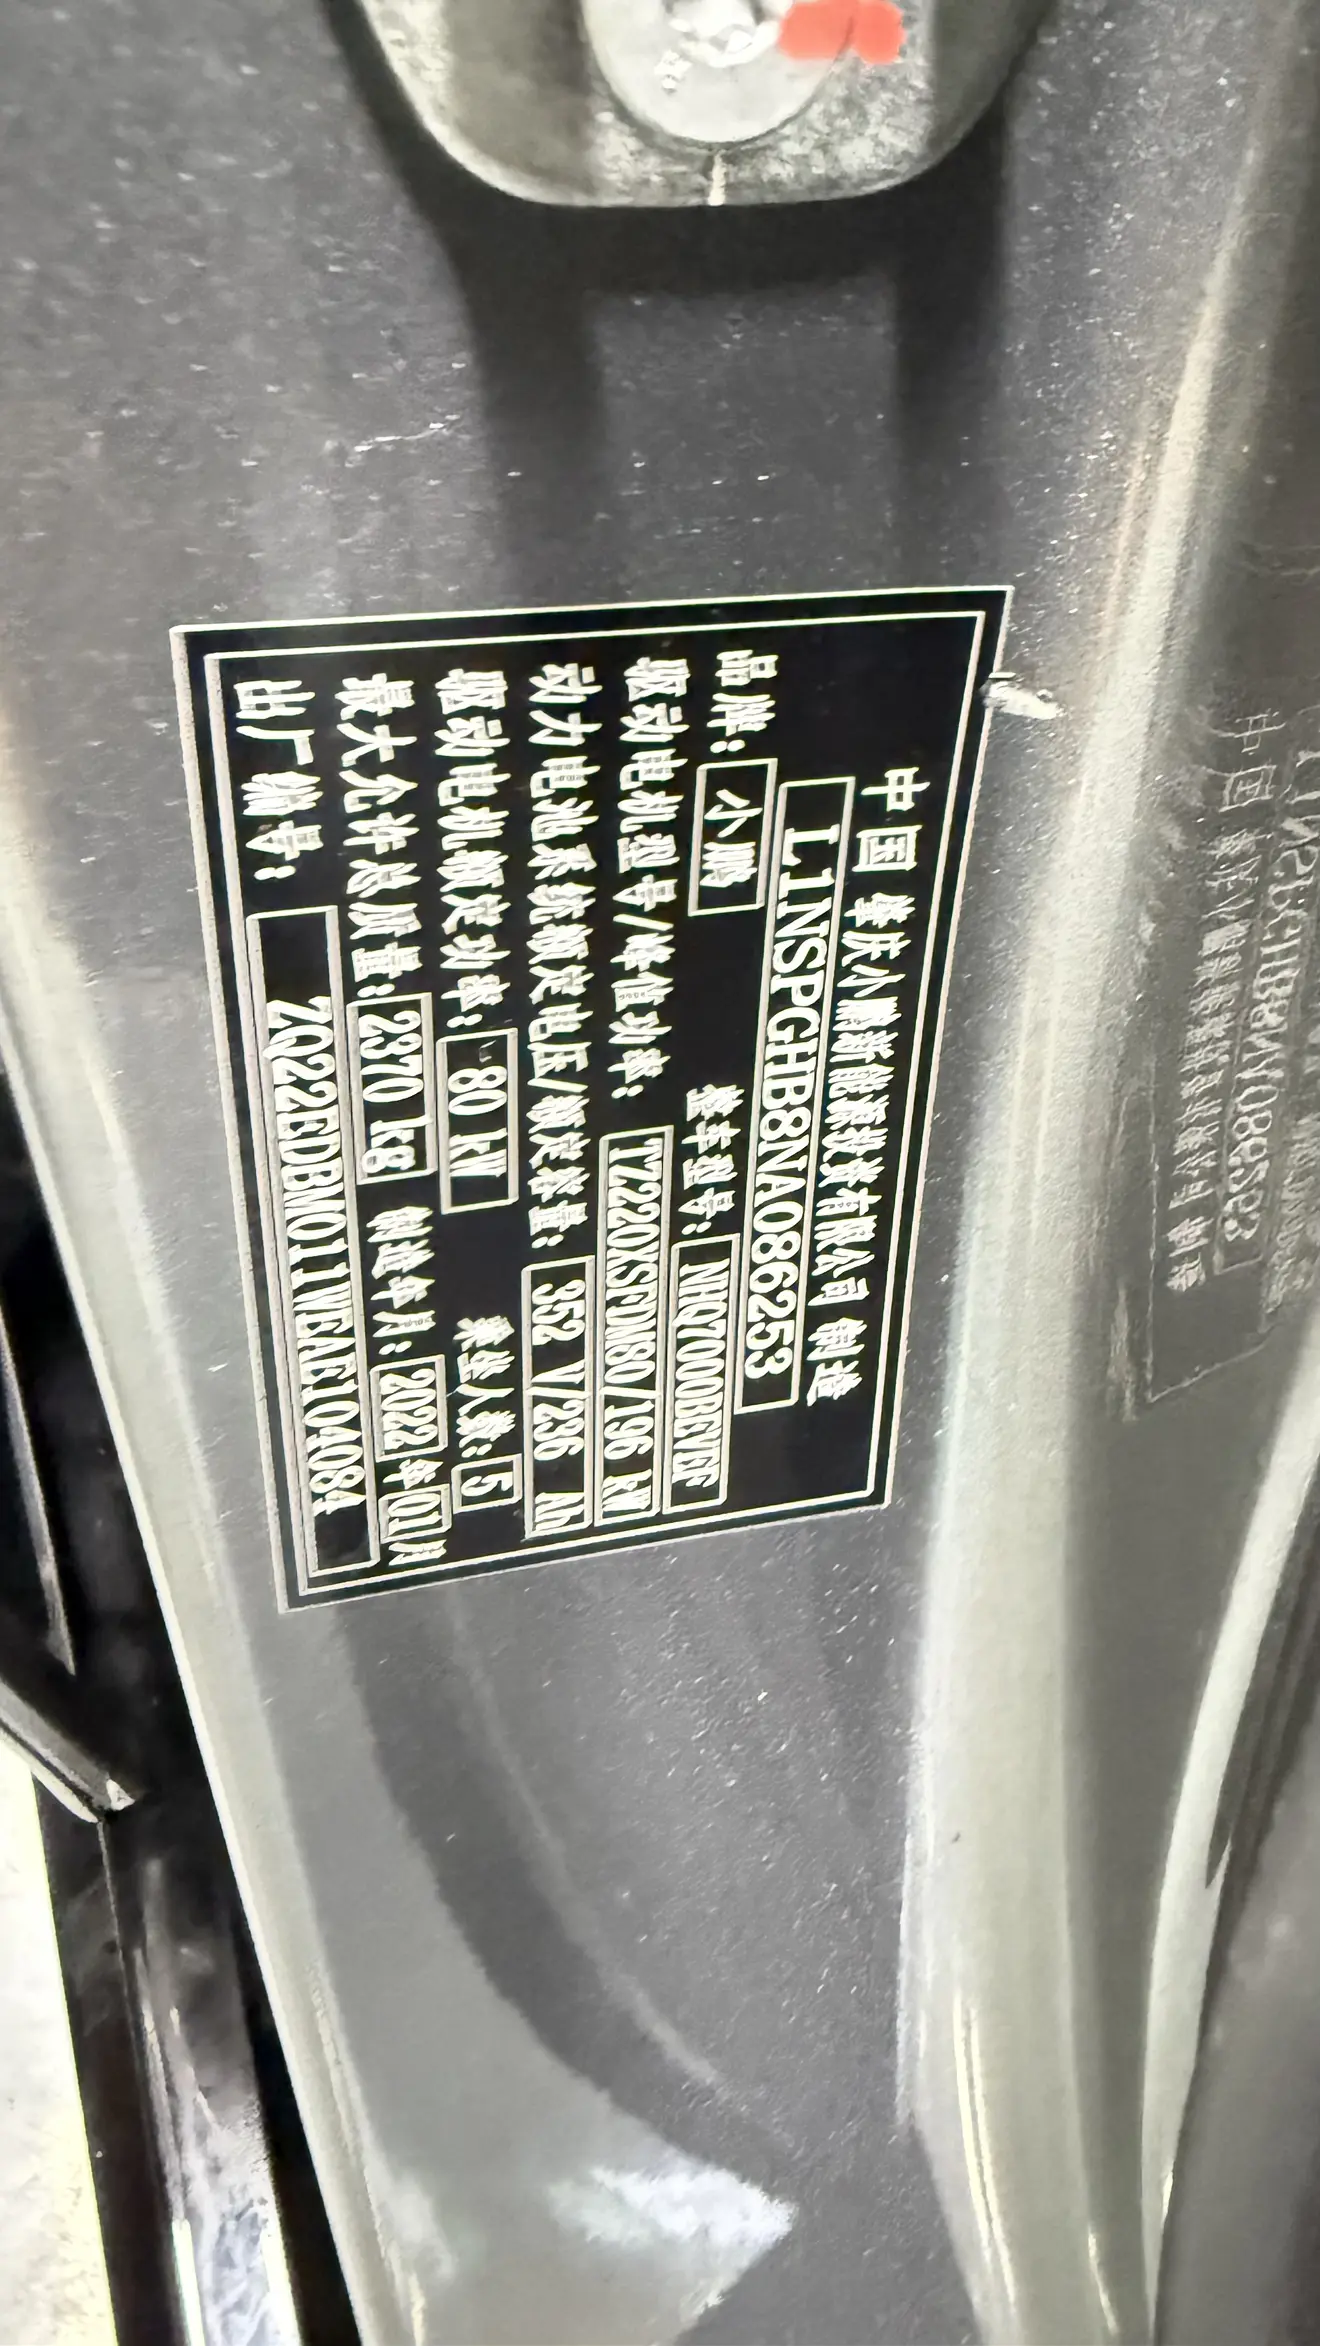 中国 肇庆小鹏新能源投资有限公司 制造
L1NSPGHB8NA086253
品牌：小鹏 整车型号：NHQ7000BEVEG
驱动电机型号/峰值功率：TZ220XSFDM80/196 kW
动力电池系统额定电压/额定容量：352 V/236 Ah
驱动电机额定功率：80 kW 乘坐人数：5
最大允许总质量：2370 kg 制造年月：2022年01月
出厂编号：ZQ22EDBM011WEAE104084